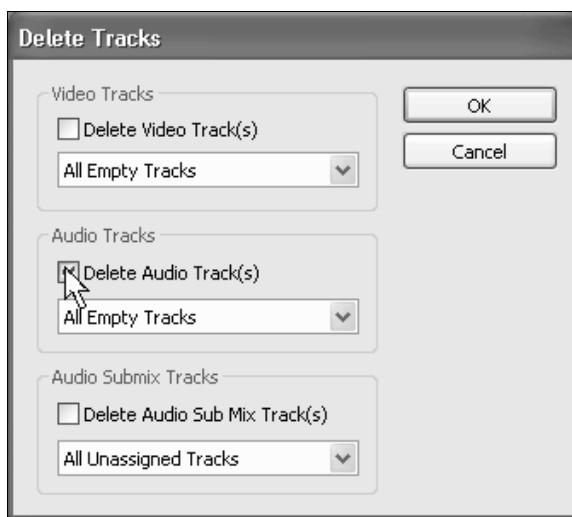 Delete Tracks
Video Tracks
Delete Video Track(s)
All Empty Tracks
OK
Cancel
Audio Tracks
Delete Audio Track(s)
All Empty Tracks
Audio Submix Tracks
Delete Audio Sub Mix Track(s)
All Unassigned Tracks